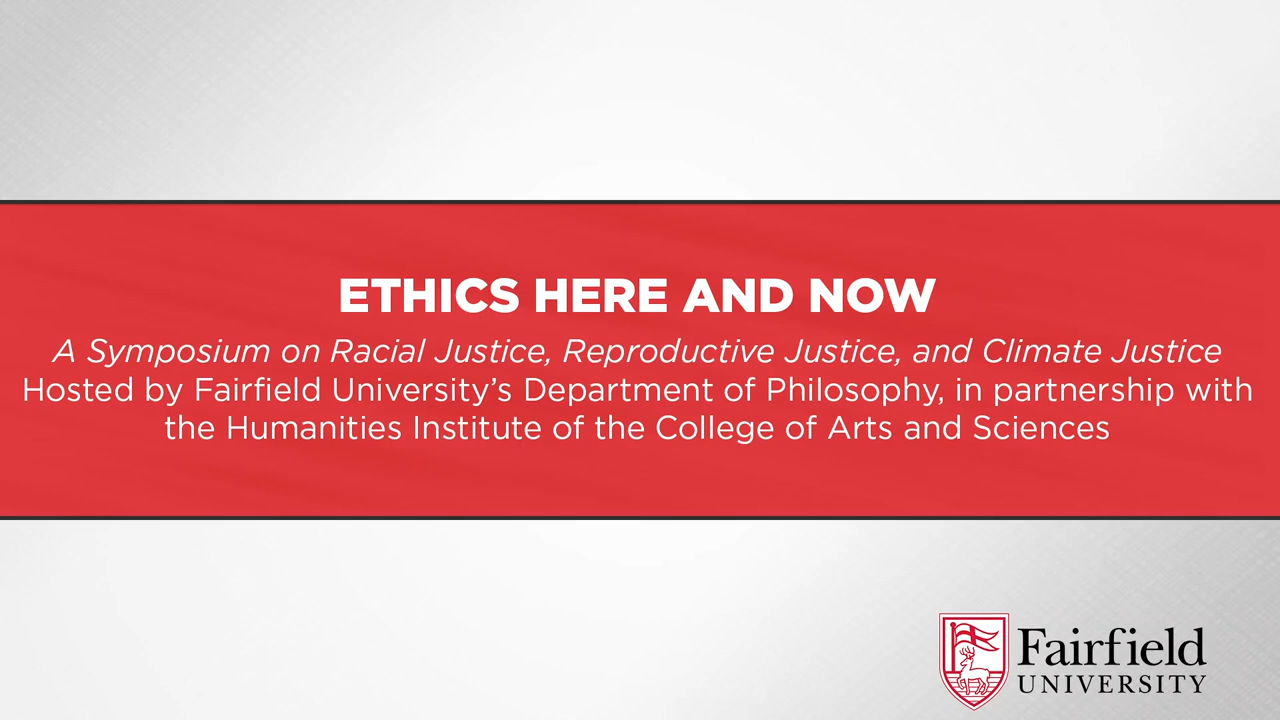 ETHICS HERE AND NOW
A Symposium on Racial Justice, Reproductive Justice, and Climate Justice
Hosted by Fairfield University’s Department of Philosophy, in partnership with
the Humanities Institute of the College of Arts and Sciences
Fairfield
UNIVERSITY